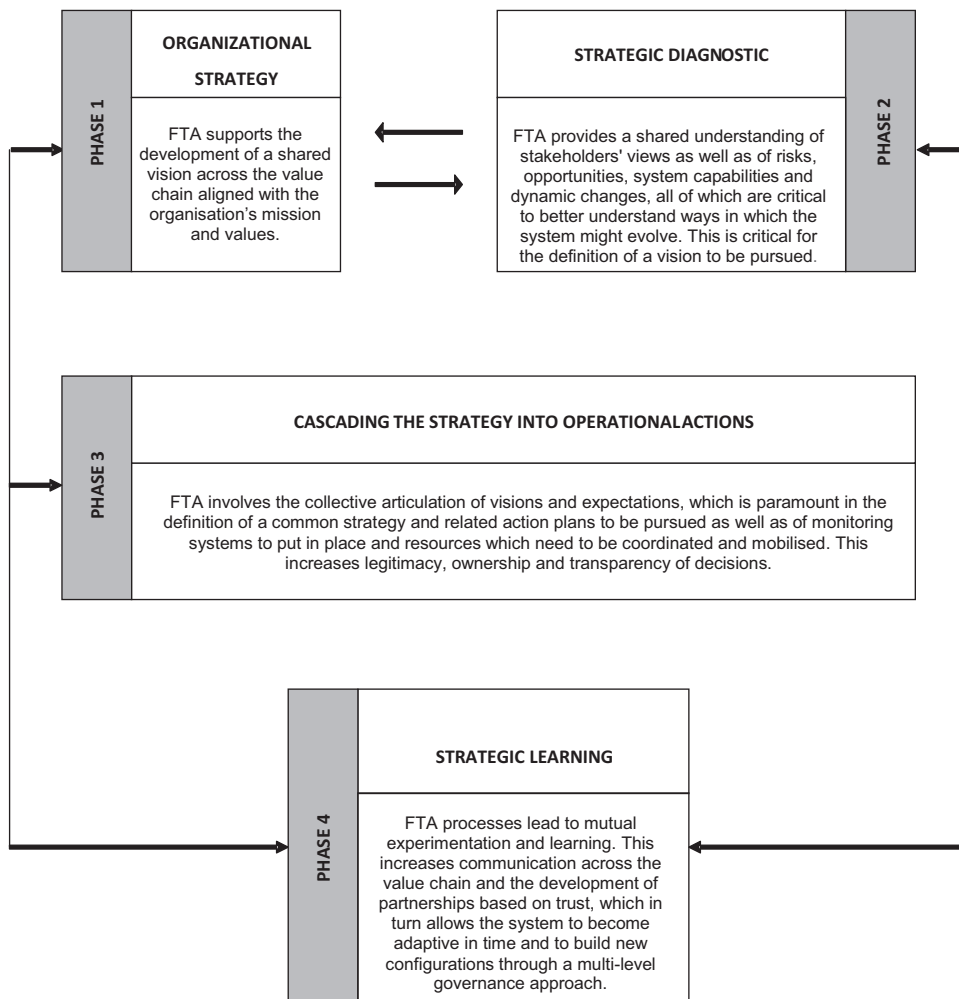 PHASE 1
ORGANIZATIONAL
STRATEGY
FTA supports the
development of a shared
vision across the value
chain aligned with the
organisation’s mission
and values.
STRATEGIC DIAGNOSTIC
FTA provides a shared understanding of
stakeholders' views as well as of risks,
opportunities, system capabilities and
dynamic changes, all of which are critical
to better understand ways in which the
system might evolve. This is critical for
the definition of a vision to be pursued.
PHASE 2
PHASE 3
CASCADING THE STRATEGY INTO OPERATIONALACTIONS
FTA involves the collective articulation of visions and expectations, which is paramount in the
definition of a common strategy and related action plans to be pursued as well as of monitoring
systems to put in place and resources which need to be coordinated and mobilised. This
increases legitimacy, ownership and transparency of decisions.
PHASE 4
STRATEGIC LEARNING
FTA processes lead to mutual
experimentation and learning. This
increases communication across the
value chain and the development of
partnerships based on trust, which in
turn allows the system to become
adaptive in time and to build new
configurations through a multi-level
governance approach.